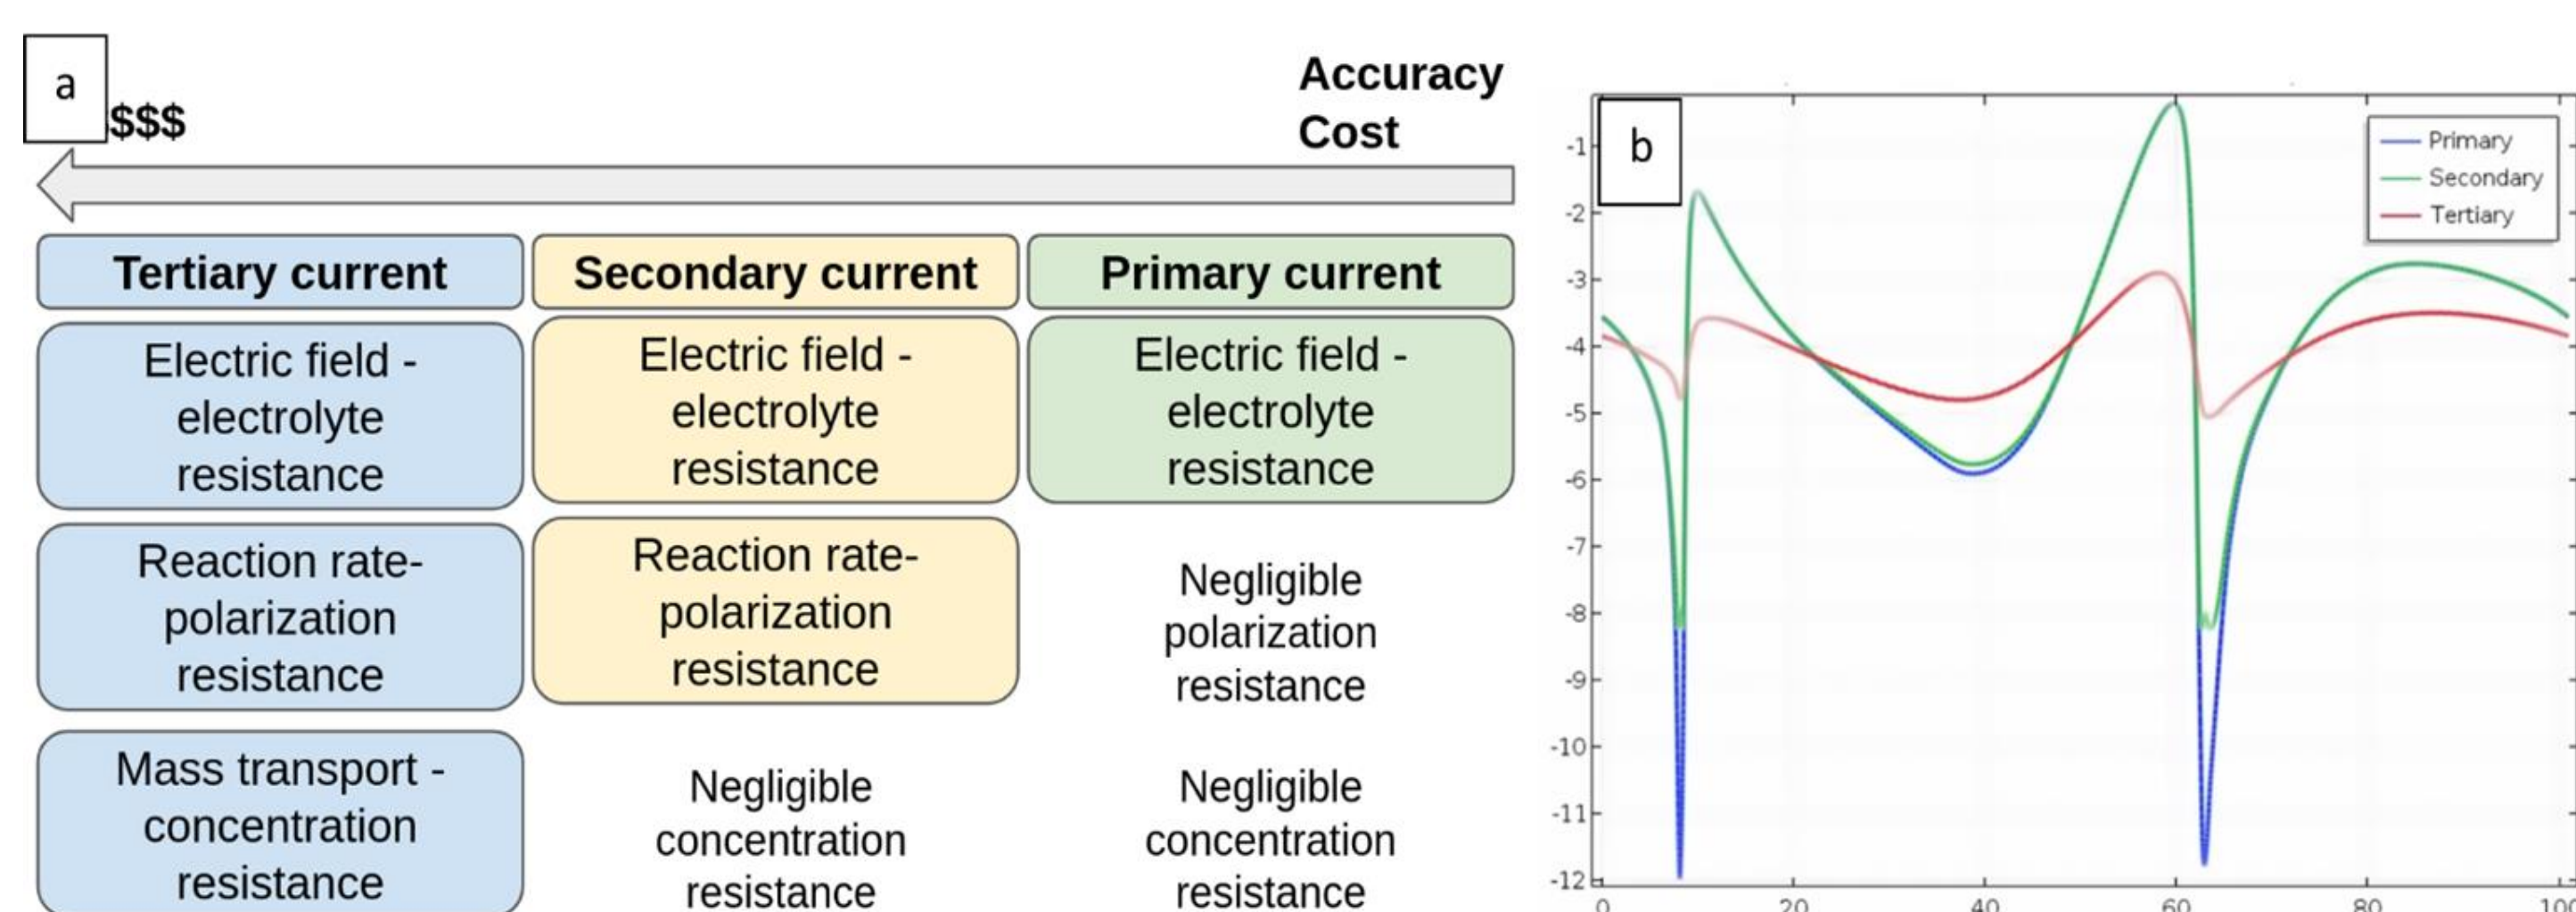 a
$$$
Accuracy
Cost
Tertiary current
Secondary current
Primary current
Electric field -
electrolyte
resistance
Electric field -
electrolyte
resistance
Electric field -
electrolyte
resistance
Reaction rate-
polarization
resistance
Reaction rate-
polarization
resistance
Negligible
polarization
resistance
Mass transport -
concentration
resistance
Negligible
concentration
resistance
Negligible
concentration
resistance
b
Primary
Secondary
Tertiary
-1
-2
-3
-4
-5
-6
-7
-8
-9
-10
-11
-12
0 20 40 60 80 100